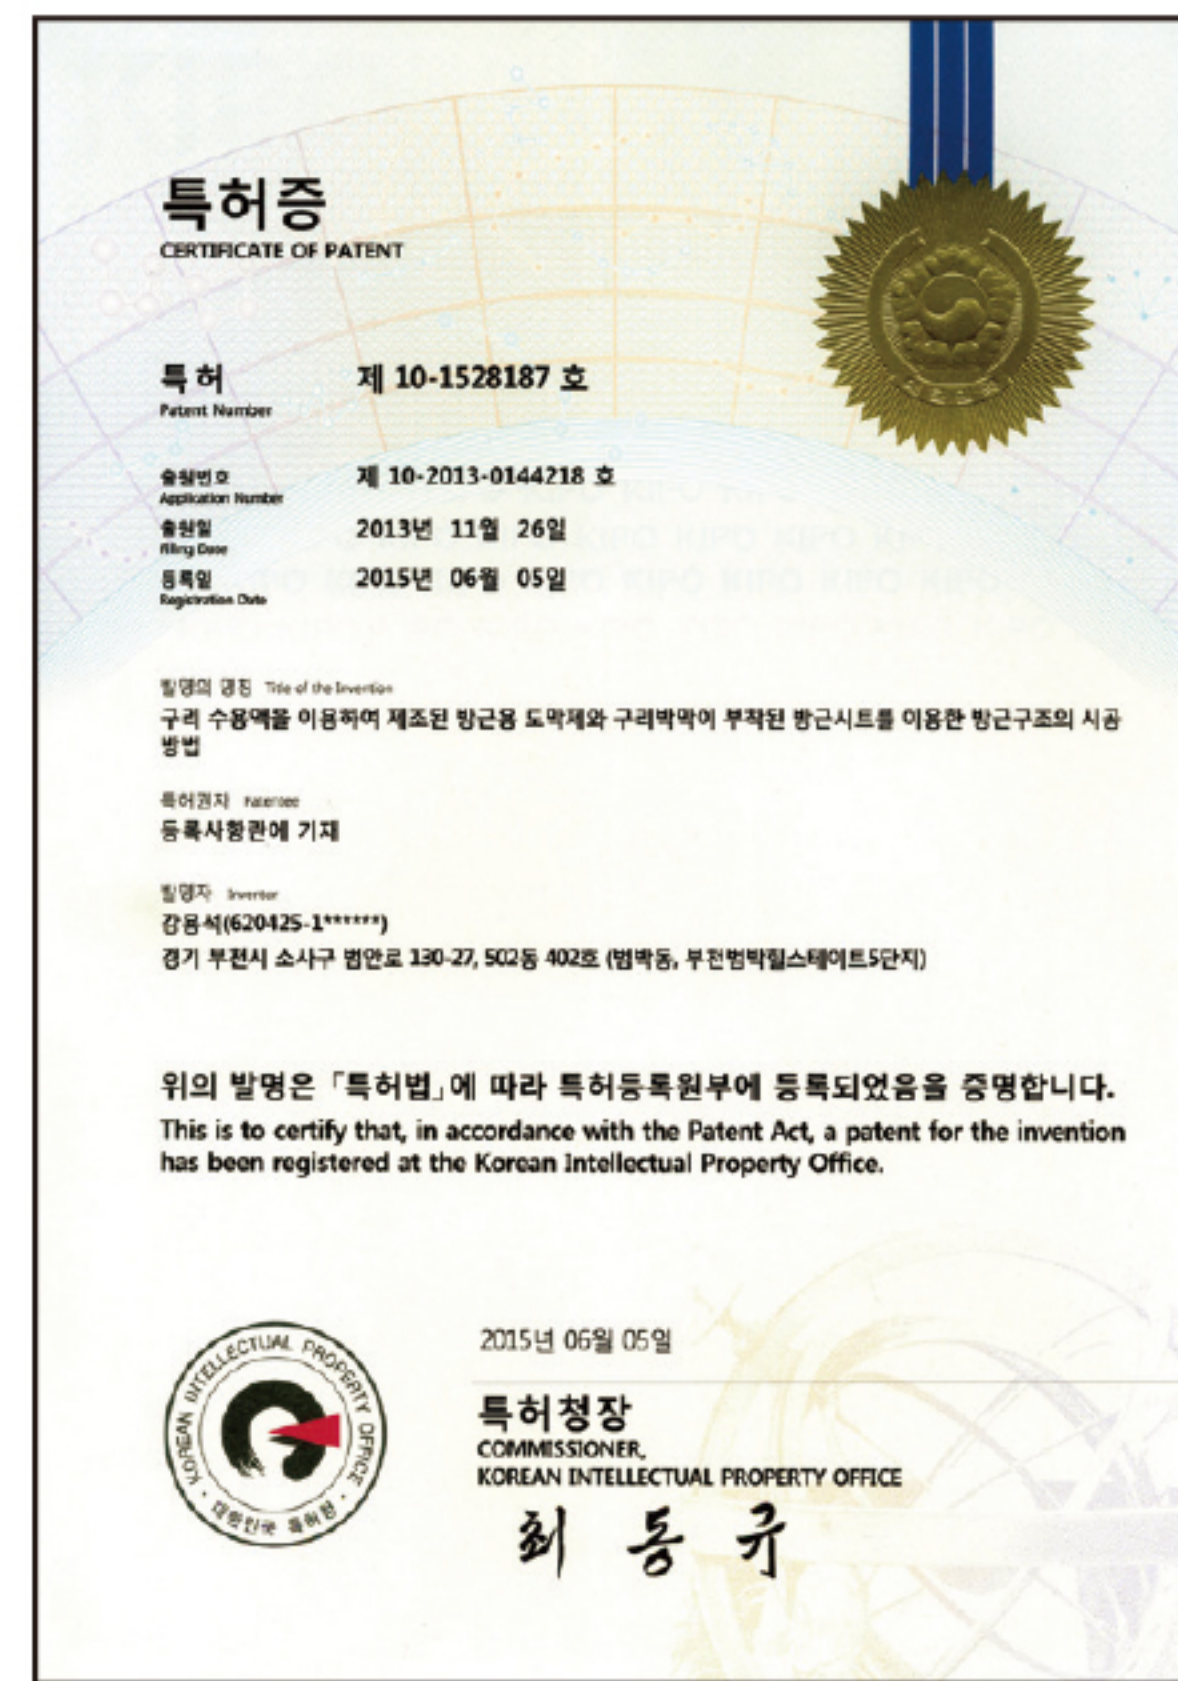 특허증
CERTIFICATE OF PATENT
특허 제 10-1528187 호
Patent Number
출원번호 제 10-2013-0144218 호
Application Number
출원일 2013년 11월 26일
Filing Date
등록일 2015년 06월 05일
Registration Date
발명의 명칭 Title of the Invention
구리 수용액을 이용하여 제조된 방근용 도막제와 구리박막이 부착된 방근시트를 이용한 방근구조의 시공
방법
특허권자 Patentee
등록사항란에 기재
발명자 Inventor
강용석(620425-1******)
경기 부천시 소사구 범안로 130-27, 502동 402호 (범박동, 부천범박힐스테이트5단지)
위의 발명은 「특허법」에 따라 특허등록원부에 등록되었음을 증명합니다.
This is to certify that, in accordance with the Patent Act, a patent for the invention
has been registered at the Korean Intellectual Property Office.
2015년 06월 05일
특허청장
COMMISSIONER,
KOREAN INTELLECTUAL PROPERTY OFFICE
최 동 규
KOREAN INTELLECTUAL PROPERTY OFFICE
대한민국 특허청